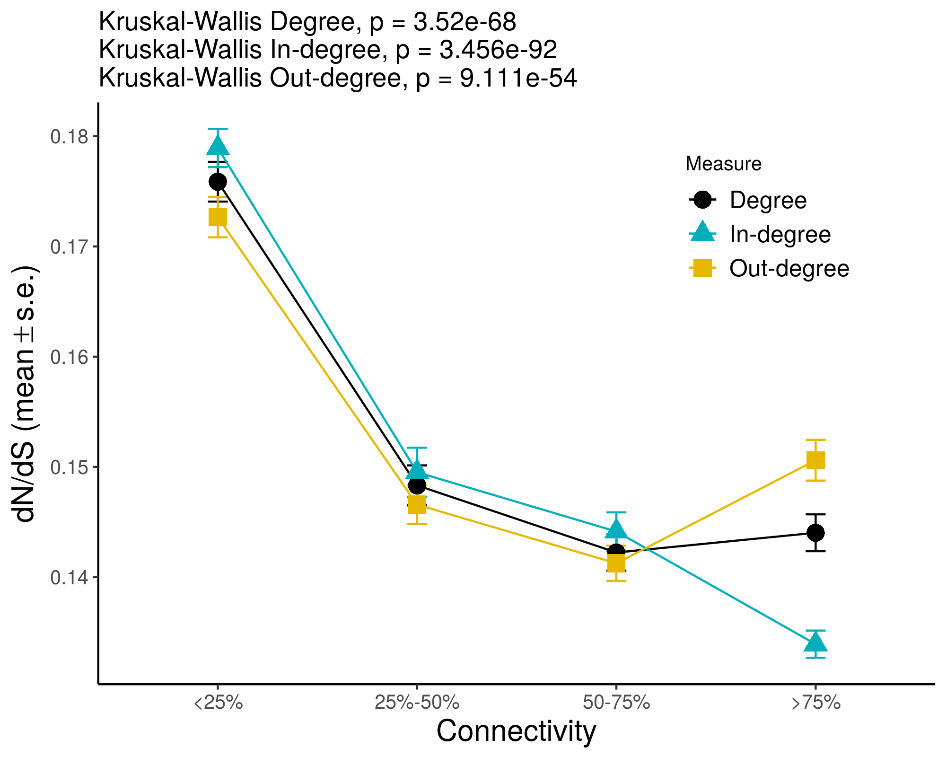 Kruskal-Wallis Degree, p = 3.52e-68
Kruskal-Wallis In-degree, p = 3.456e-92
Kruskal-Wallis Out-degree, p = 9.111e-54
Measure
Degree
In-degree
Out-degree
dN/dS (mean ± s.e.)
0.18
0.17
0.16
0.15
0.14
<25%
25%-50%
50-75%
>75%
Connectivity